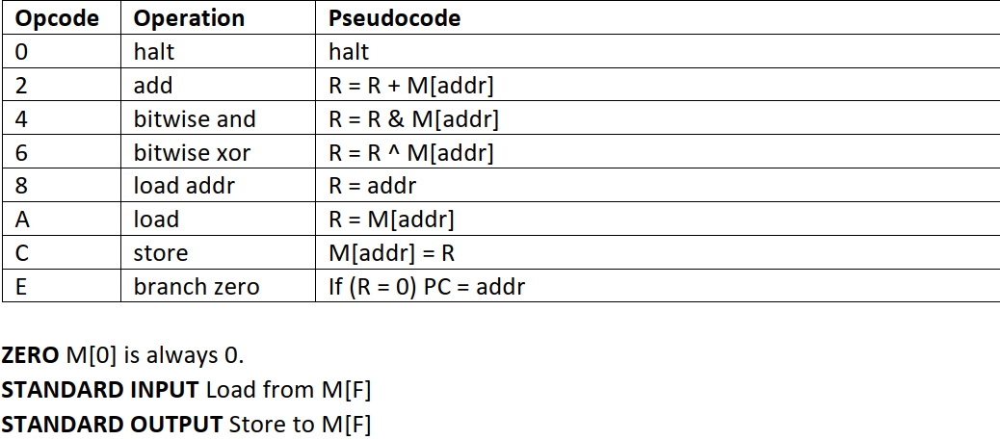 Opcode Operation Pseudocode
0 halt halt
2 add R = R + M[addr]
4 bitwise and R = R & M[addr]
6 bitwise xor R = R ^ M[addr]
8 load addr R = addr
A load R = M[addr]
C store M[addr] = R
E branch zero If (R = 0) PC = addr
ZERO M[0] is always 0.
STANDARD INPUT Load from M[F]
STANDARD OUTPUT Store to M[F]